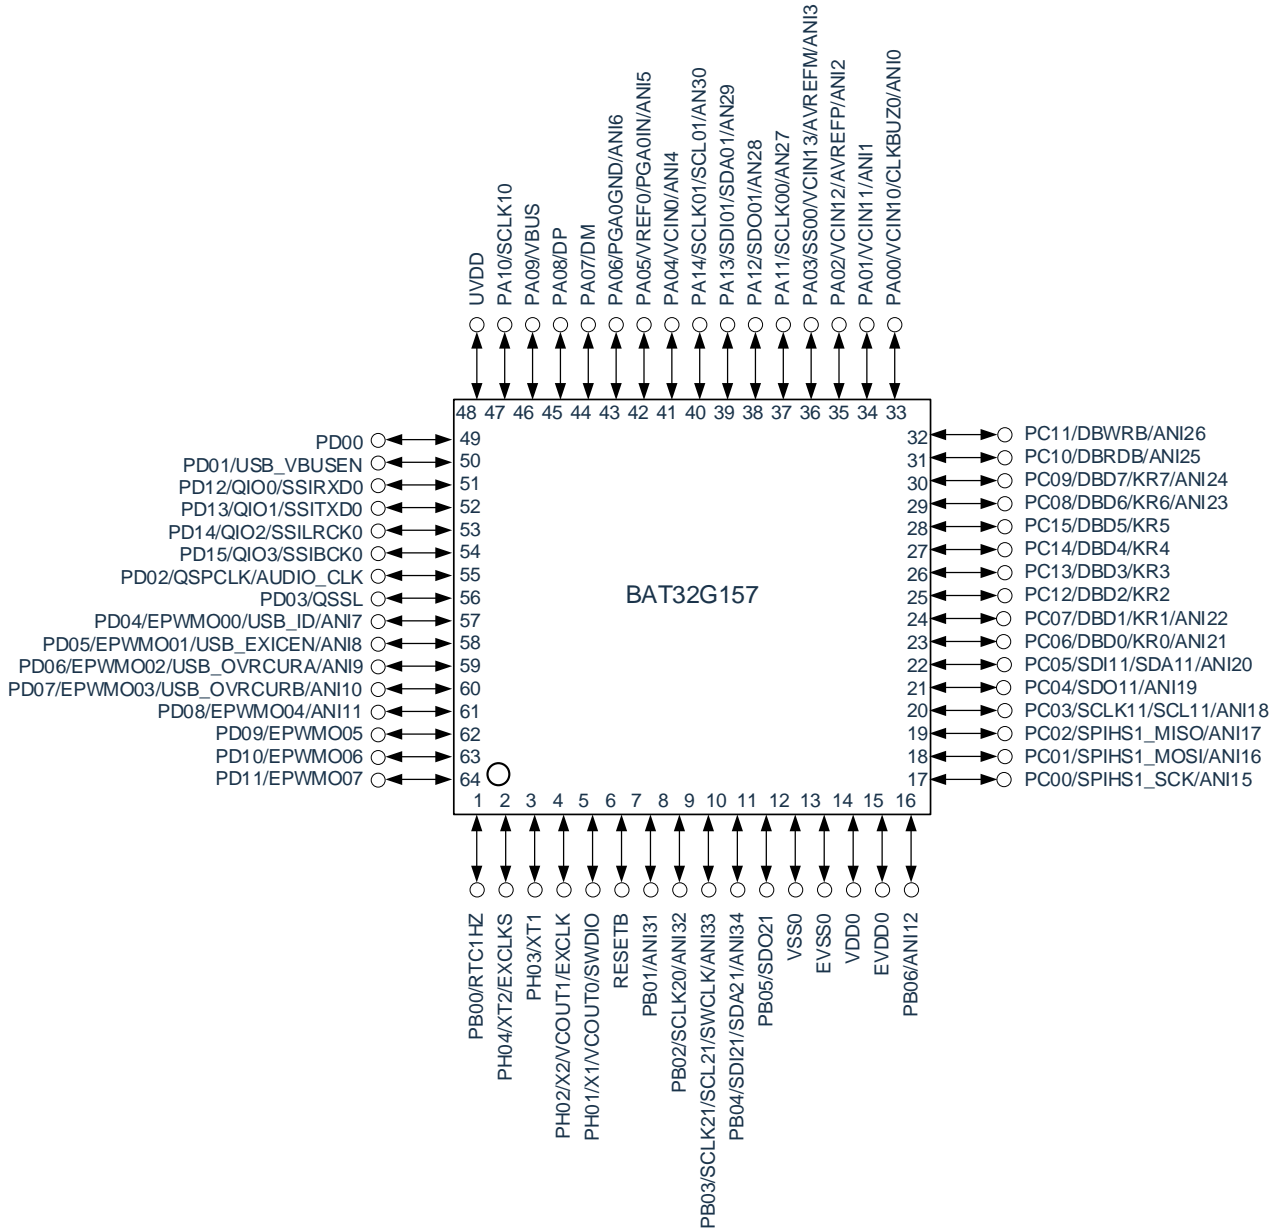 UVDD
PA10/SCLK10
PA09/VBUS
PA08/DP
PA07/DM
PA06/PGA0GND/ANI6
PA05/VREF0/PGA0IN/ANI5
PA04/VCIN0/ANI4
PA14/SCLK01/SCL01/AN30
PA13/SDI01/SDA01/AN29
PA12/SDO01/AN28
PA11/SCLK00/AN27
PA03/SS00/VCIN13/AVREFM/ANI3
PA02/VCIN12/AVREFP/ANI2
PA01/VCIN11/ANI1
PA00/VCIN10/CLKBUZ0/ANI0
48 47 46 45 44 43 42 41 40 39 38 37 36 35 34 33
PD00 49
PD01/USB_VBUSEN 50
PD12/QIO0/SSIRXD0 51
PD13/QIO1/SSITXD0 52
PD14/QIO2/SSILRCK0 53
PD15/QIO3/SSIBCK0 54
PD02/QSPCLK/AUDIO_CLK 55
PD03/QSSL 56
PD04/EPWMO00/USB_ID/ANI7 57
PD05/EPWMO01/USB_EXICEN/ANI8 58
PD06/EPWMO02/USB_OVRCURA/ANI9 59
PD07/EPWMO03/USB_OVRCURB/ANI10 60
PD08/EPWMO04/ANI11 61
PD09/EPWMO05 62
PD10/EPWMO06 63
PD11/EPWMO07 64
BAT32G157
32 PC11/DBWRB/ANI26
31 PC10/DBRDB/ANI25
30 PC09/DBD7/KR7/ANI24
29 PC08/DBD6/KR6/ANI23
28 PC15/DBD5/KR5
27 PC14/DBD4/KR4
26 PC13/DBD3/KR3
25 PC12/DBD2/KR2
24 PC07/DBD1/KR1/ANI22
23 PC06/DBD0/KR0/ANI21
22 PC05/SDI11/SDA11/ANI20
21 PC04/SDO11/ANI19
20 PC03/SCLK11/SCL11/ANI18
19 PC02/SPIHS1_MISO/ANI17
18 PC01/SPIHS1_MOSI/ANI16
17 PC00/SPIHS1_SCK/ANI15
1 2 3 4 5 6 7 8 9 10 11 12 13 14 15 16
PB00/RTC1HZ
PH04/XT2/EXCLKS
PH03/XT1
PH02/X2/VCOUT1/EXCLK
PH01/X1/VCOUT0/SWDIO
RESETB
PB01/ANI31
PB02/SCLK20/ANI32
PB03/SCLK21/SCL21/SWCLK/ANI33
PB04/SDI21/SDA21/ANI34
PB05/SDO21
VSS0
EVSS0
VDD0
EVDD0
PB06/ANI12